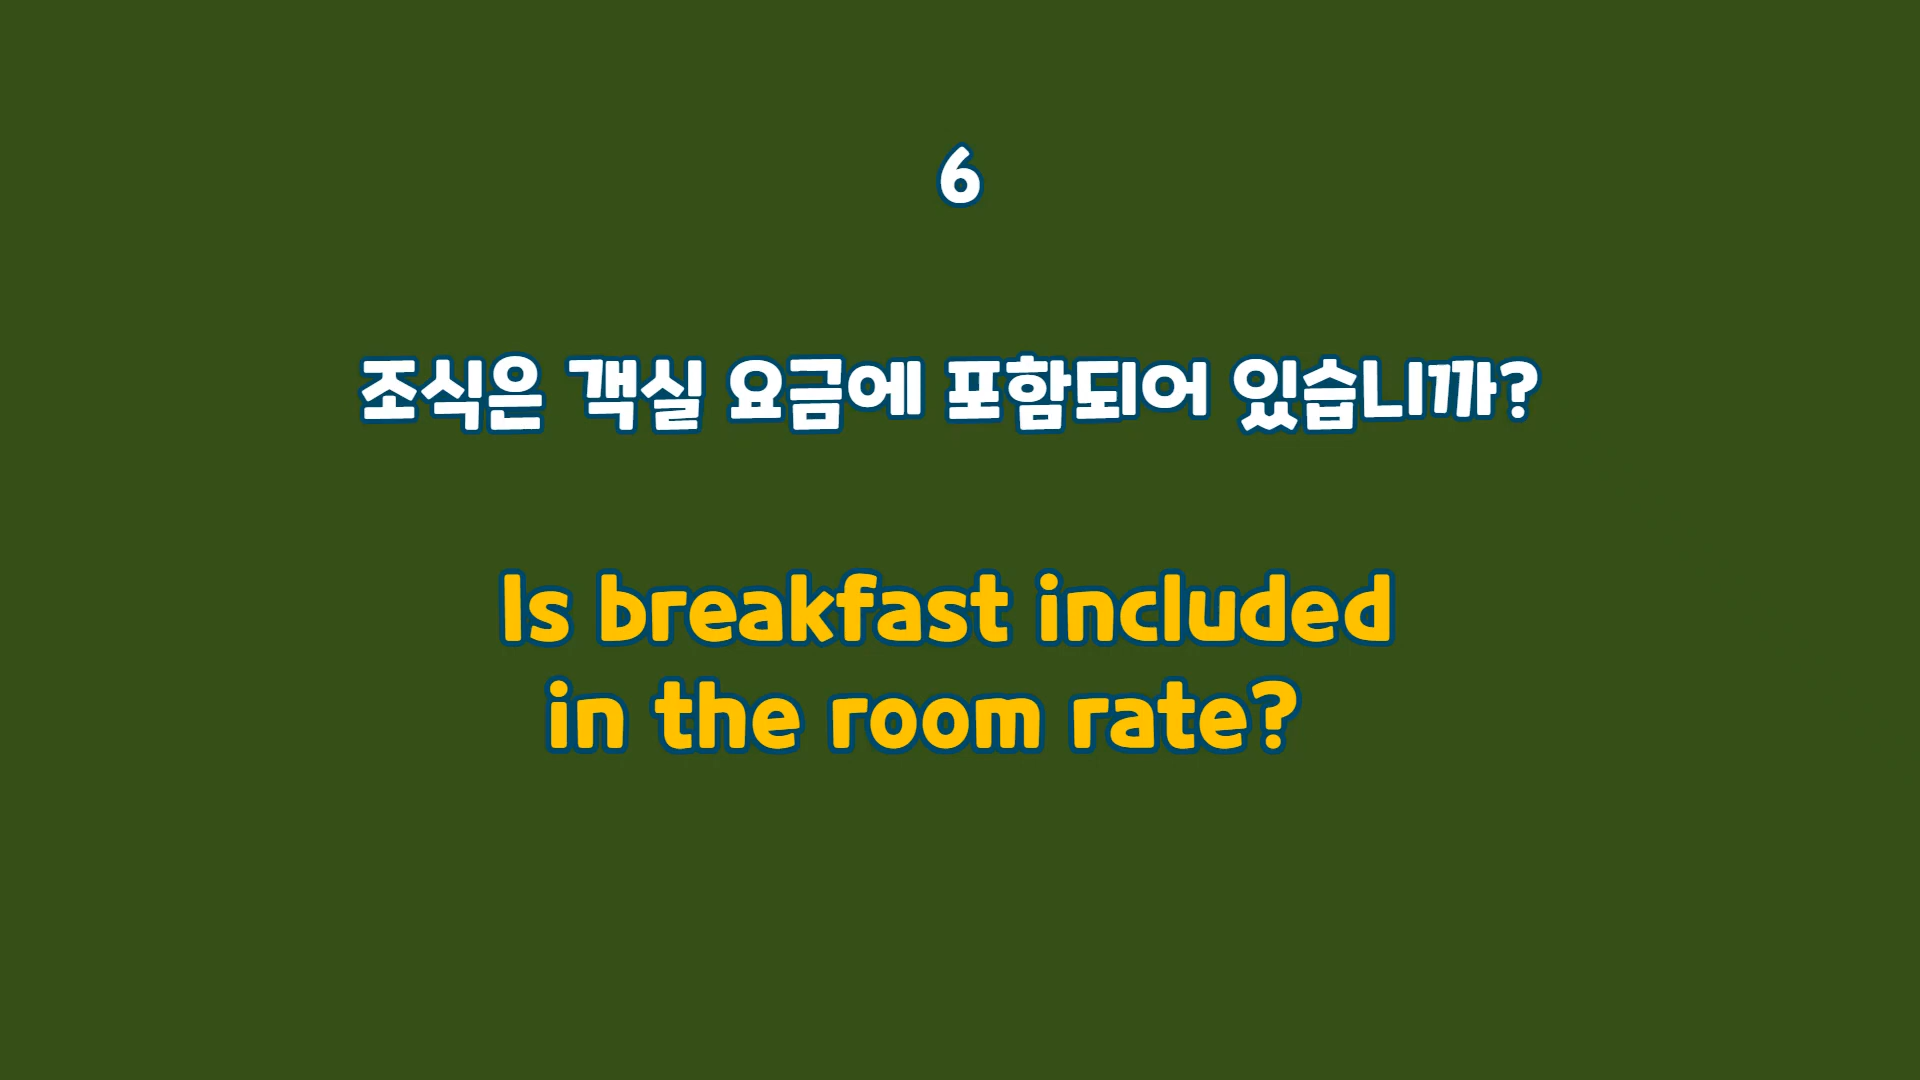 6
조식은 객실 요금에 포함되어 있습니까?
Is breakfast included
in the room rate?